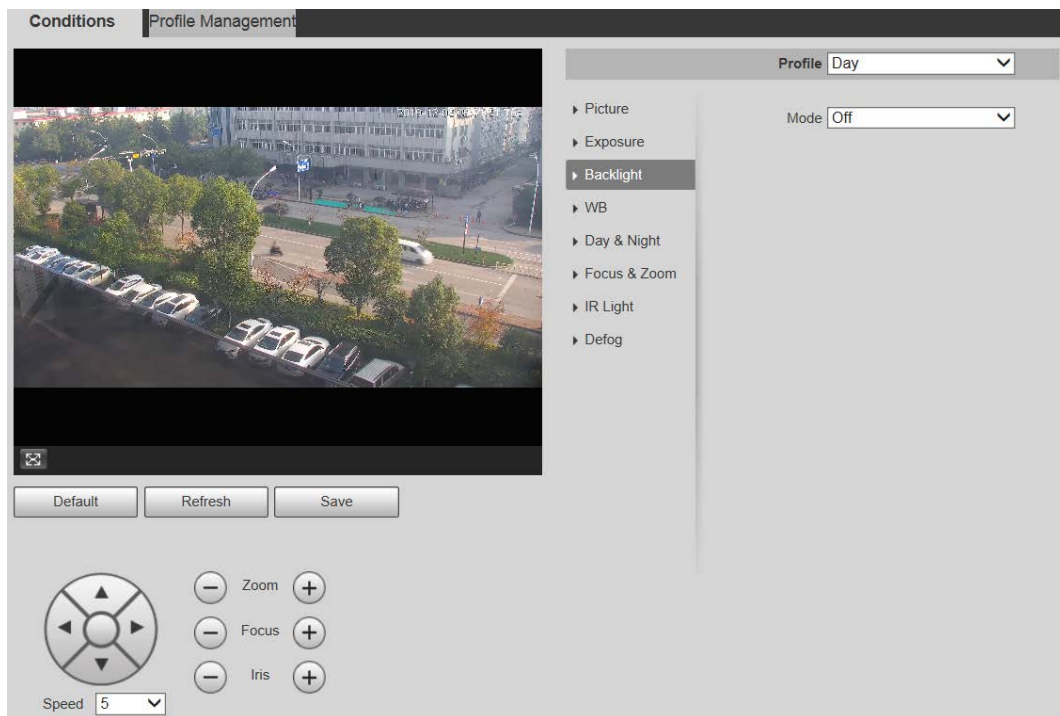 Conditions Profile Management
Profile Day
Picture
Mode Off
Exposure
Backlight
WB
Day & Night
Focus & Zoom
IR Light
Defog
Default Refresh Save
Zoom
Focus
Iris
Speed 5